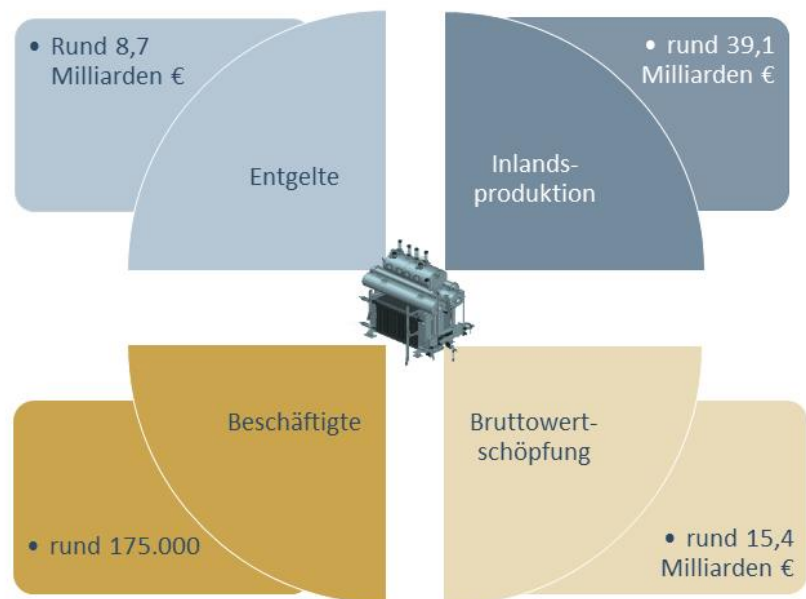 • Rund 8,7
Milliarden €
Entgelte
• rund 39,1
Milliarden €
Inlands-
produktion
Beschäftigte
• rund 175.000
Bruttowert-
schöpfung
• rund 15,4
Milliarden €